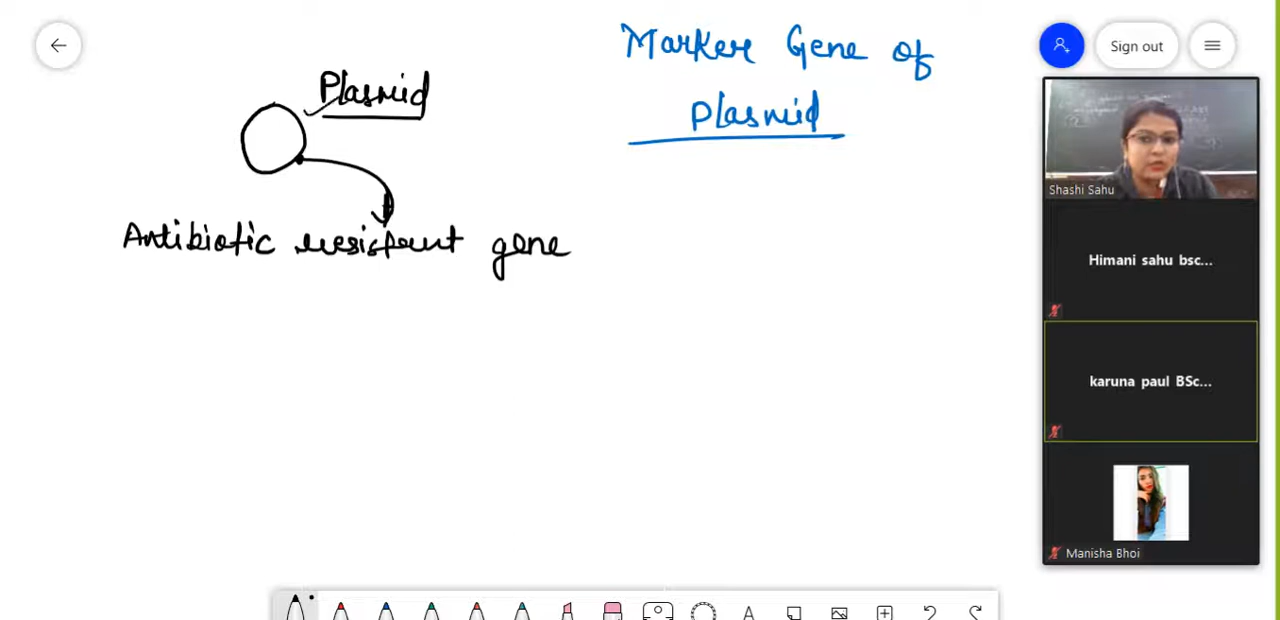 Marker Gene of
Plasmid
Plasmid
Antibiotic resistant gene
Sign out
Shashi Sahu
Himani sahu bsc...
karuna paul BSc...
Manisha Bhoi
A